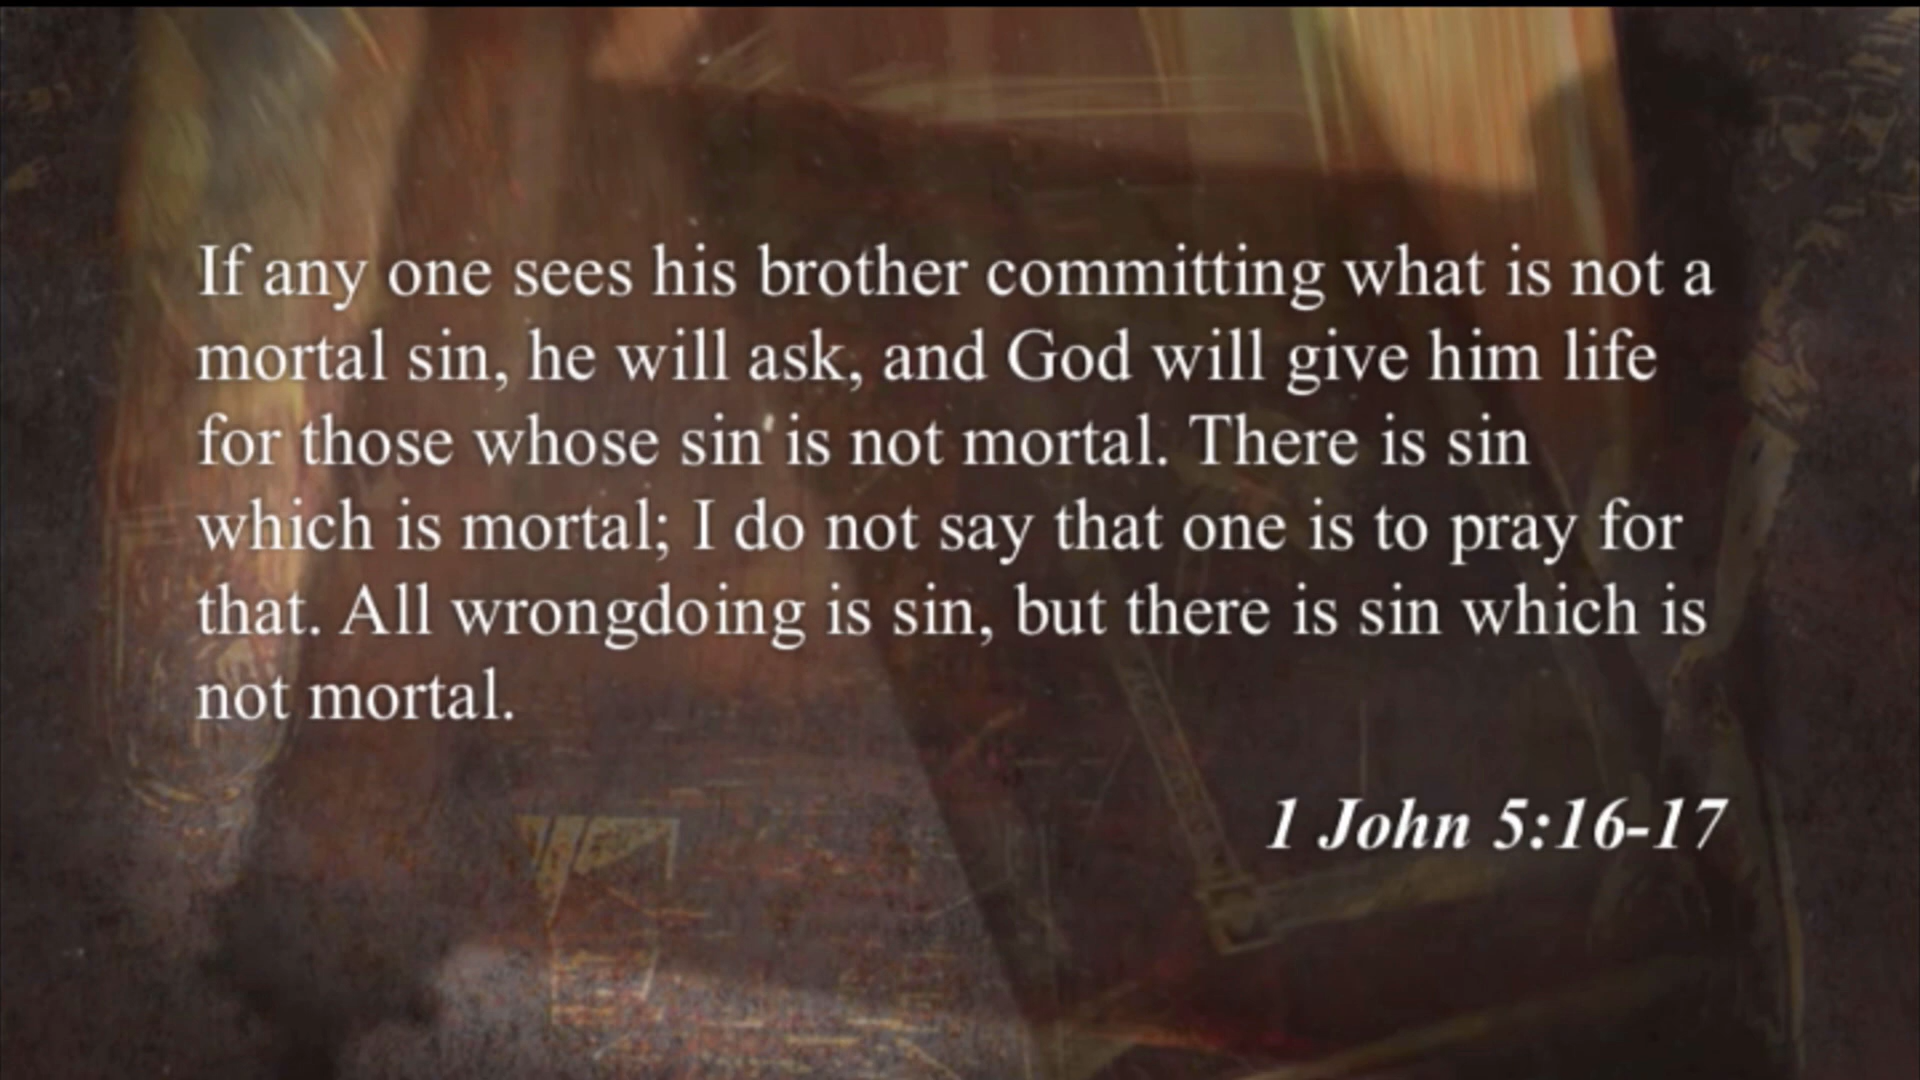 If any one sees his brother committing what is not a
mortal sin, he will ask, and God will give him life
for those whose sin is not mortal. There is sin
which is mortal; I do not say that one is to pray for
that. All wrongdoing is sin, but there is sin which is
not mortal.
1 John 5:16-17